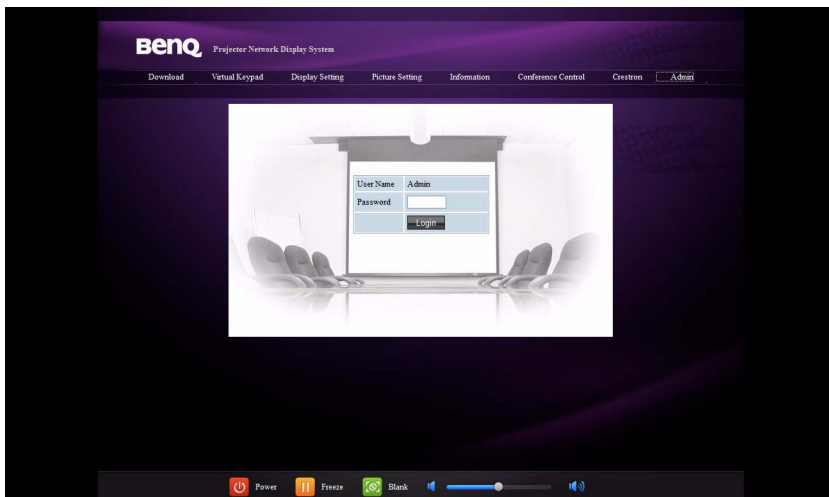 BenQ Projector Network Display System
Download Virtual Keypad Display Setting Picture Setting Information Conference Control Crestron Admin
User Name Admin
Password
Login
Power Freeze Blank